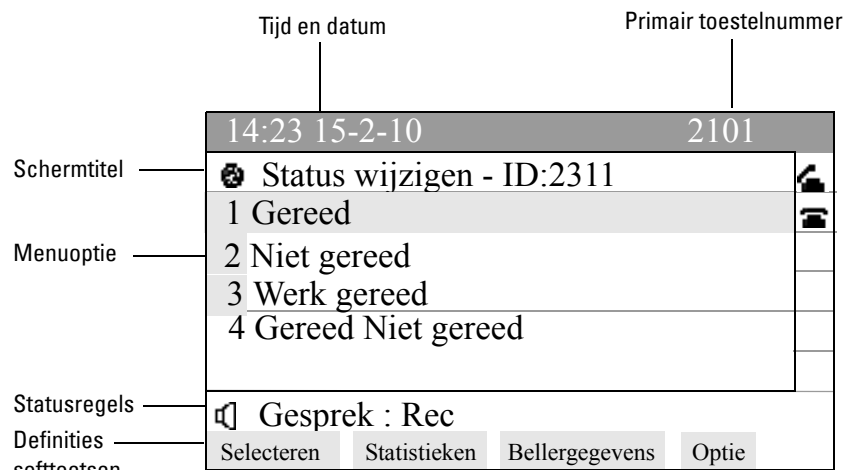 Tijd en datum
Primair toestelnummer
14:23 15-2-10 2101
Schermtitel
Status wijzigen - ID:2311
1 Gereed
Menuoptie
2 Niet gereed
3 Werk gereed
4 Gereed Niet gereed
Statusregels
Gesprek : Rec
Definities
Selecteren Statistieken Bellergegevens Optie